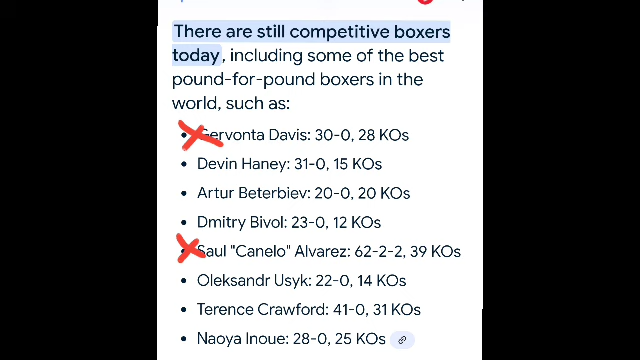 There are still competitive boxers
today, including some of the best
pound-for-pound boxers in the
world, such as:
• Gervonta Davis: 30-0, 28 KOs
• Devin Haney: 31-0, 15 KOs
• Artur Beterbiev: 20-0, 20 KOs
• Dmitry Bivol: 23-0, 12 KOs
• Saul "Canelo" Alvarez: 62-2-2, 39 KOs
• Oleksandr Usyk: 22-0, 14 KOs
• Terence Crawford: 41-0, 31 KOs
• Naoya Inoue: 28-0, 25 KOs